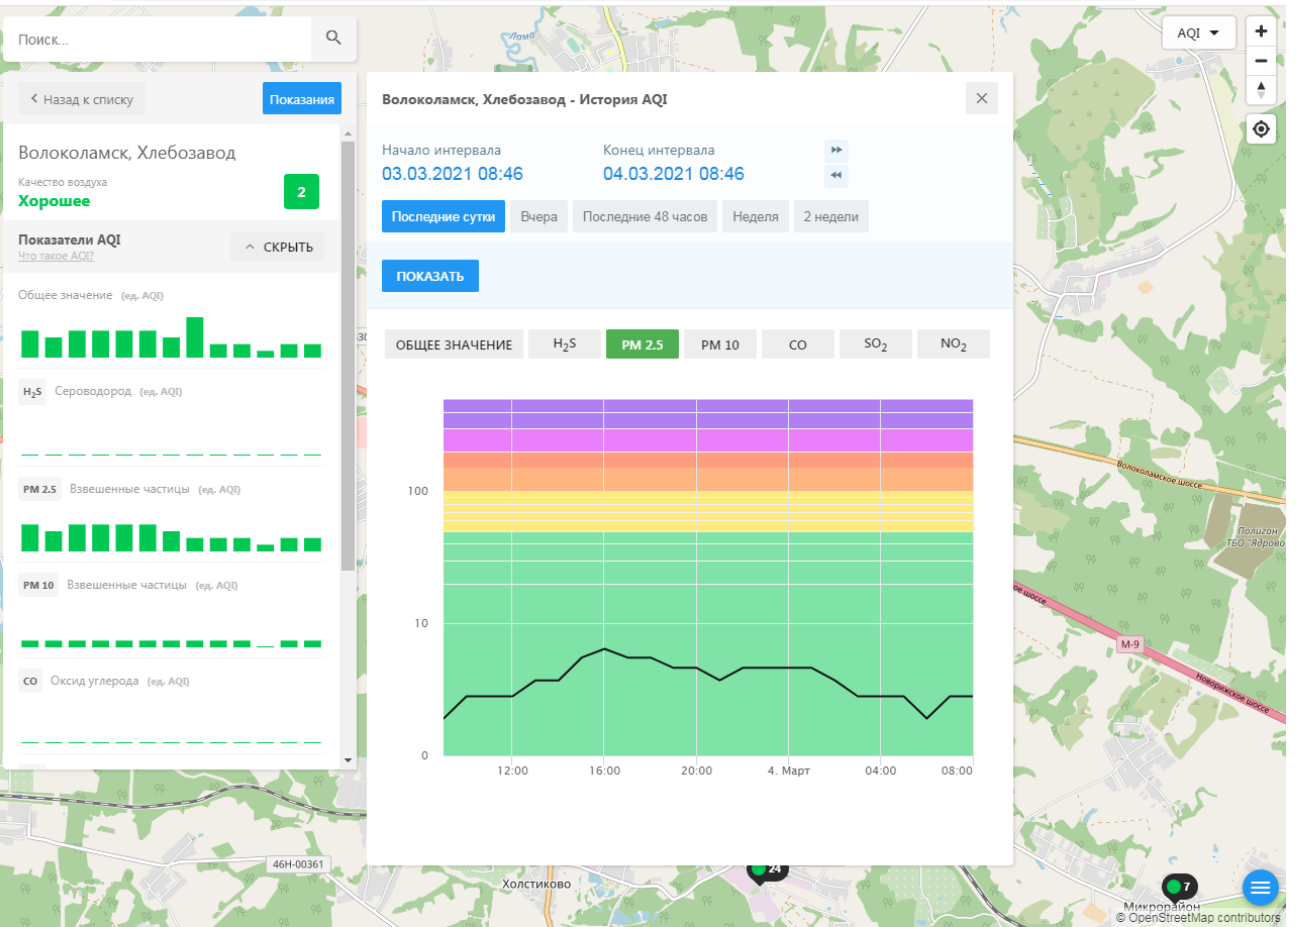 Лама
Поиск...
AQI
Назад к списку
Показания
Волоколамск, Хлебозавод
Качество воздуха
Хорошее
2
Показатели AQI
Что такое AQI?
СКРЫТЬ
Общее значение (ед. AQI)
H₂S Сероводород (ед. AQI)
PM 2.5 Взвешенные частицы (ед. AQI)
PM 10 Взвешенные частицы (ед. AQI)
CO Оксид углерода (ед. AQI)
Волоколамск, Хлебозавод - История AQI
Начало интервала
Конец интервала
03.03.2021 08:46
04.03.2021 08:46
Последние сутки
Вчера
Последние 48 часов
Неделя
2 недели
ПОКАЗАТЬ
ОБЩЕЕ ЗНАЧЕНИЕ
H₂S
PM 2.5
PM 10
CO
SO₂
NO₂
100
10
0
12:00
16:00
20:00
4. Март
04:00
08:00
Волоколамское шоссе
Полигон
ТБО "Ядрово
М-9
Новорижское шоссе
46Н-00361
24
Холстиково
7
Микрорайон
© OpenStreetMap contributors